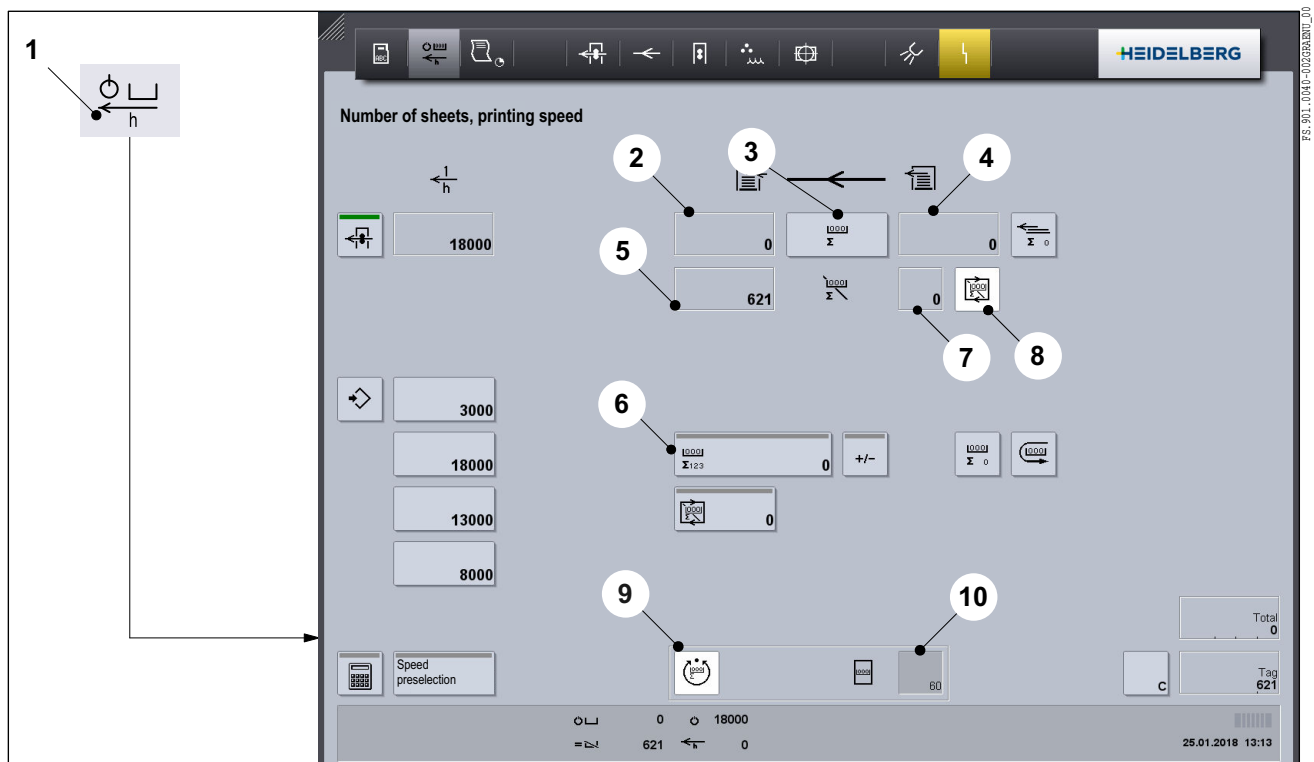 FS.901.0040-002GRAENU_00
1
h
ABC
h
HEIDELBERG
Number of sheets, printing speed
1
h
2
3
4
18000
0
Σ
0
Σ 0
5
621
Σ
0
Σ
7
8
3000
6
18000
Σ123
0
+/–
Σ 0
13000
Σ
0
8000
9
10
Total
0
Speed
preselection
Σ
60
C
Tag
621
0 18000
621 h 0
25.01.2018 13:13